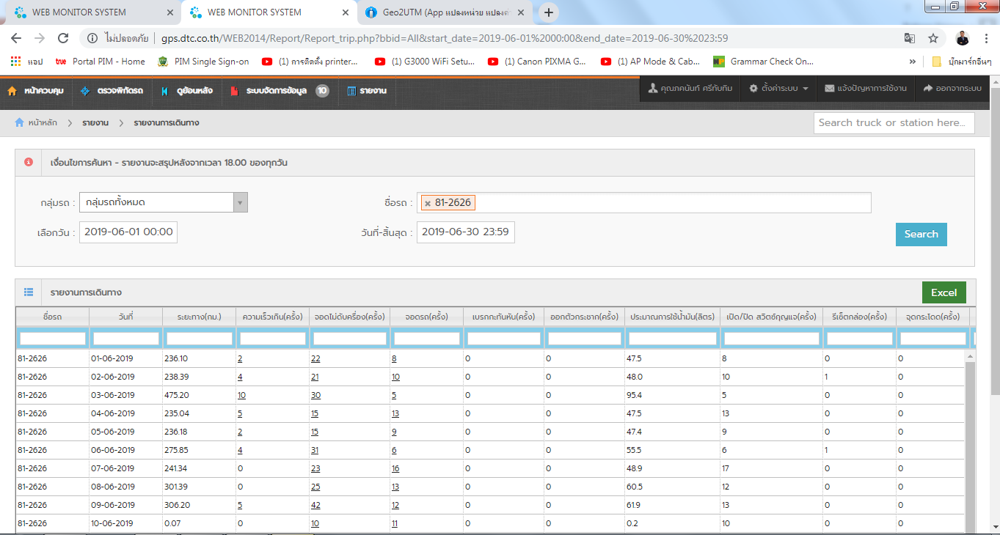 WEB MONITOR SYSTEM × WEB MONITOR SYSTEM × Geo2UTM (App แปลงหน่วย แปลงค่ ×
ไม่ปลอดภัย | gps.dtc.co.th/WEB2014/Report/Report_trip.php?bbid=All&start_date=2019-06-01%2000:00&end_date=2019-06-30%2023:59
แอป true Portal PIM - Home PIM Single Sign-on (1) การติดตั้ง printer... (1) G3000 WiFi Setu... (1) Canon PIXMA G... (1) AP Mode & Cab... Grammar Check On... » บุ๊กมาร์กอื่นๆ
หน้าควบคุม ตรวจพิกัดรถ ดูย้อนหลัง ระบบจัดการข้อมูล 10 รายงาน คุณภคนันท์ ศรีทับทิม ตั้งค่าระบบ แจ้งปัญหาการใช้งาน ออกจากระบบ
หน้าหลัก > รายงาน > รายงานการเดินทาง Search truck or station here...
เงื่อนไขการค้นหา - รายงานจะสรุปหลังจากเวลา 18.00 ของทุกวัน
กลุ่มรถ : กลุ่มรถทั้งหมด ชื่อรถ : × 81-2626
เลือกวัน : 2019-06-01 00:00 วันที่-สิ้นสุด : 2019-06-30 23:59 Search
รายงานการเดินทาง Excel
ชื่อรถ วันที่ ระยะทาง(กม.) ความเร็วเกิน(ครั้ง) จอดไม่ดับเครื่อง(ครั้ง) จอดรถ(ครั้ง) เบรกกะทันหัน(ครั้ง) ออกตัวกระชาก(ครั้ง) ประมาณการใช้น้ำมัน(ลิตร) เปิด/ปิด สวิตช์กุญแจ(ครั้ง) รีเซ็ตกล่อง(ครั้ง) จุดกระโดด(ครั้ง)
81-2626 01-06-2019 236.10 2 22 8 0 0 47.5 8 0 0
81-2626 02-06-2019 238.39 4 21 10 0 0 48.0 10 1 0
81-2626 03-06-2019 475.20 10 30 5 0 0 95.4 5 0 0
81-2626 04-06-2019 235.04 5 15 13 0 0 47.5 13 0 0
81-2626 05-06-2019 236.18 2 15 9 0 0 47.4 9 0 0
81-2626 06-06-2019 275.85 4 31 6 0 0 55.5 6 1 0
81-2626 07-06-2019 241.34 0 23 16 0 0 48.9 17 0 0
81-2626 08-06-2019 301.39 0 25 13 0 0 60.5 12 0 0
81-2626 09-06-2019 306.20 5 42 12 0 0 61.9 13 0 0
81-2626 10-06-2019 0.07 0 10 11 0 0 0.2 10 0 0